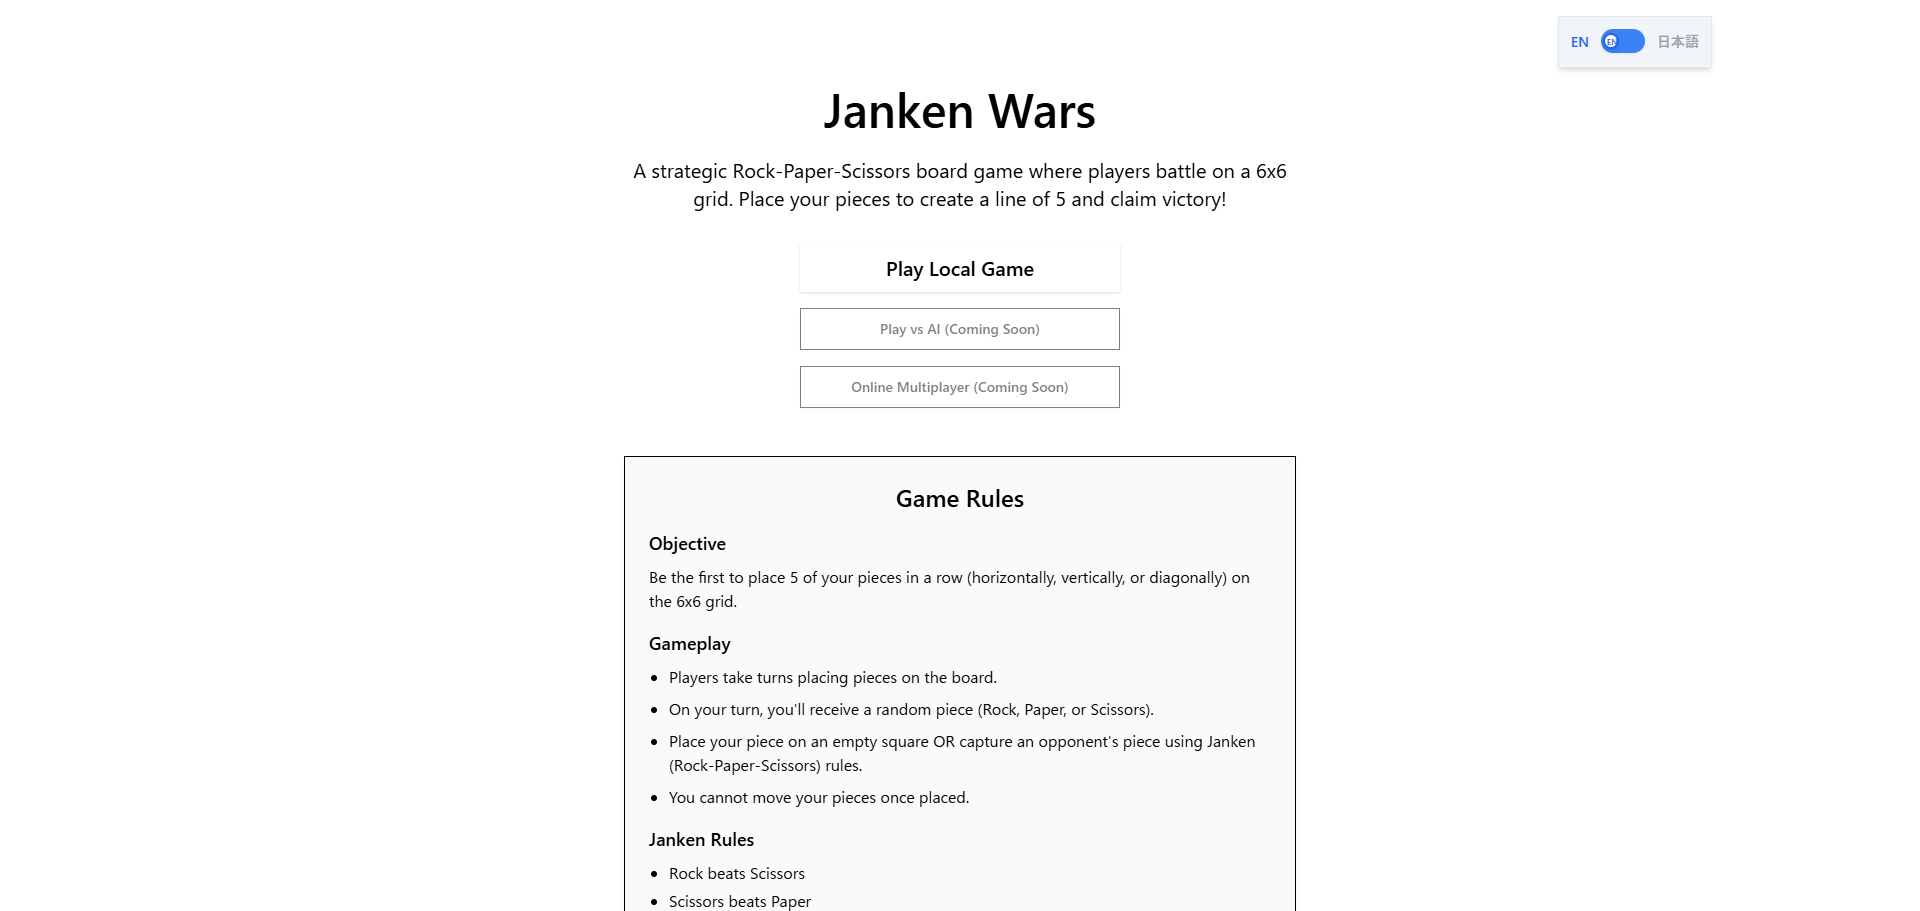 EN
EN
日本語
Janken Wars
A strategic Rock-Paper-Scissors board game where players battle on a 6x6
grid. Place your pieces to create a line of 5 and claim victory!
Play Local Game
Play vs AI (Coming Soon)
Online Multiplayer (Coming Soon)
Game Rules
Objective
Be the first to place 5 of your pieces in a row (horizontally, vertically, or diagonally) on
the 6x6 grid.
Gameplay
Players take turns placing pieces on the board.
On your turn, you'll receive a random piece (Rock, Paper, or Scissors).
Place your piece on an empty square OR capture an opponent's piece using Janken
(Rock-Paper-Scissors) rules.
You cannot move your pieces once placed.
Janken Rules
Rock beats Scissors
Scissors beats Paper